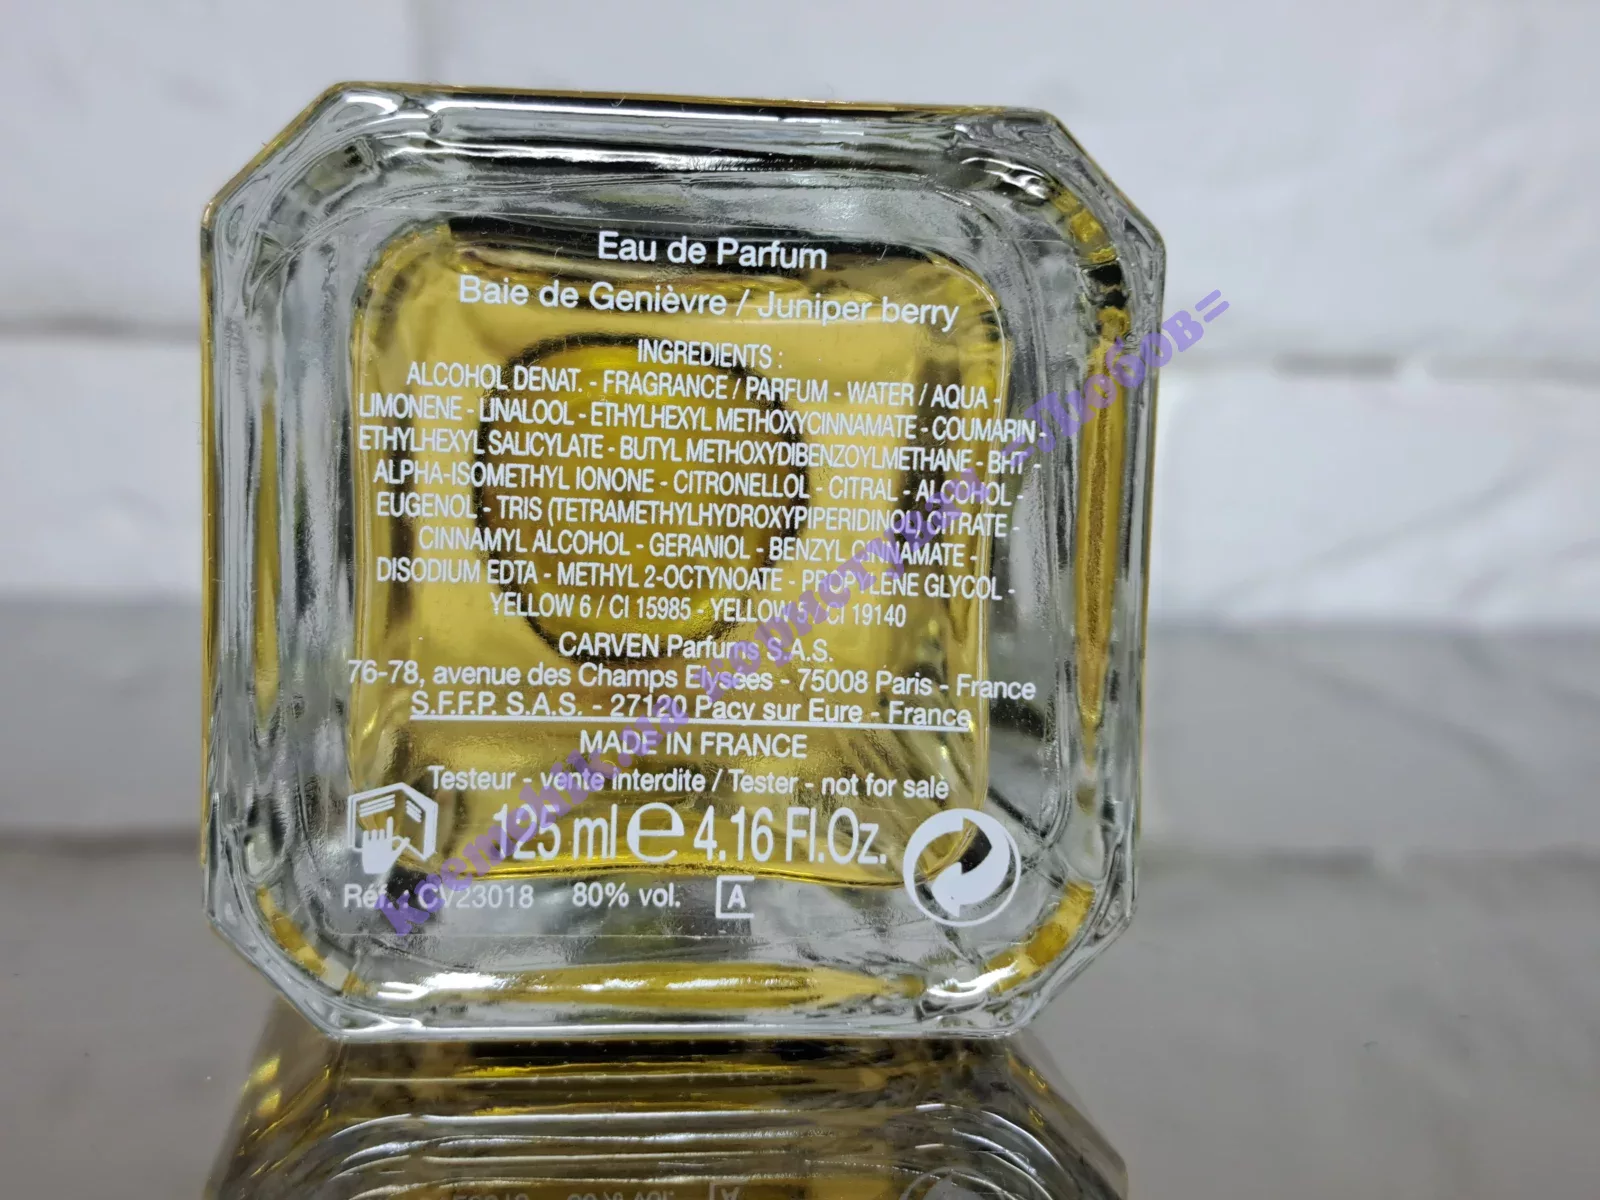 Eau de Parfum
Baie de Genièvre / Juniper berry
INGREDIENTS :
ALCOHOL DENAT. - FRAGRANCE / PARFUM - WATER / AQUA -
LIMONENE - LINALOOL - ETHYLHEXYL METHOXYCINNAMATE - COUMARIN -
ETHYLHEXYL SALICYLATE - BUTYL METHOXYDIBENZOYLMETHANE - BHT -
ALPHA-ISOMETHYL IONONE - CITRONELLOL - CITRAL - ALCOHOL -
EUGENOL - TRIS (TETRAMETHYLHYDROXYPIPERIDINOL) CITRATE -
CINNAMYL ALCOHOL - GERANIOL - BENZYL CINNAMATE -
DISODIUM EDTA - METHYL 2-OCTYNOATE - PROPYLENE GLYCOL -
YELLOW 6 / CI 15985 - YELLOW 5 / CI 19140
CARVEN Parfums S.A.S.
76-78, avenue des Champs Elysées - 75008 Paris - France
S.F.F.P. S.A.S. - 27120 Pacy sur Eure - France
MADE IN FRANCE
Testeur - vente interdite / Tester - not for sale
125 ml e 4.16 Fl.Oz.
Réf. : CV23018 80% vol. A